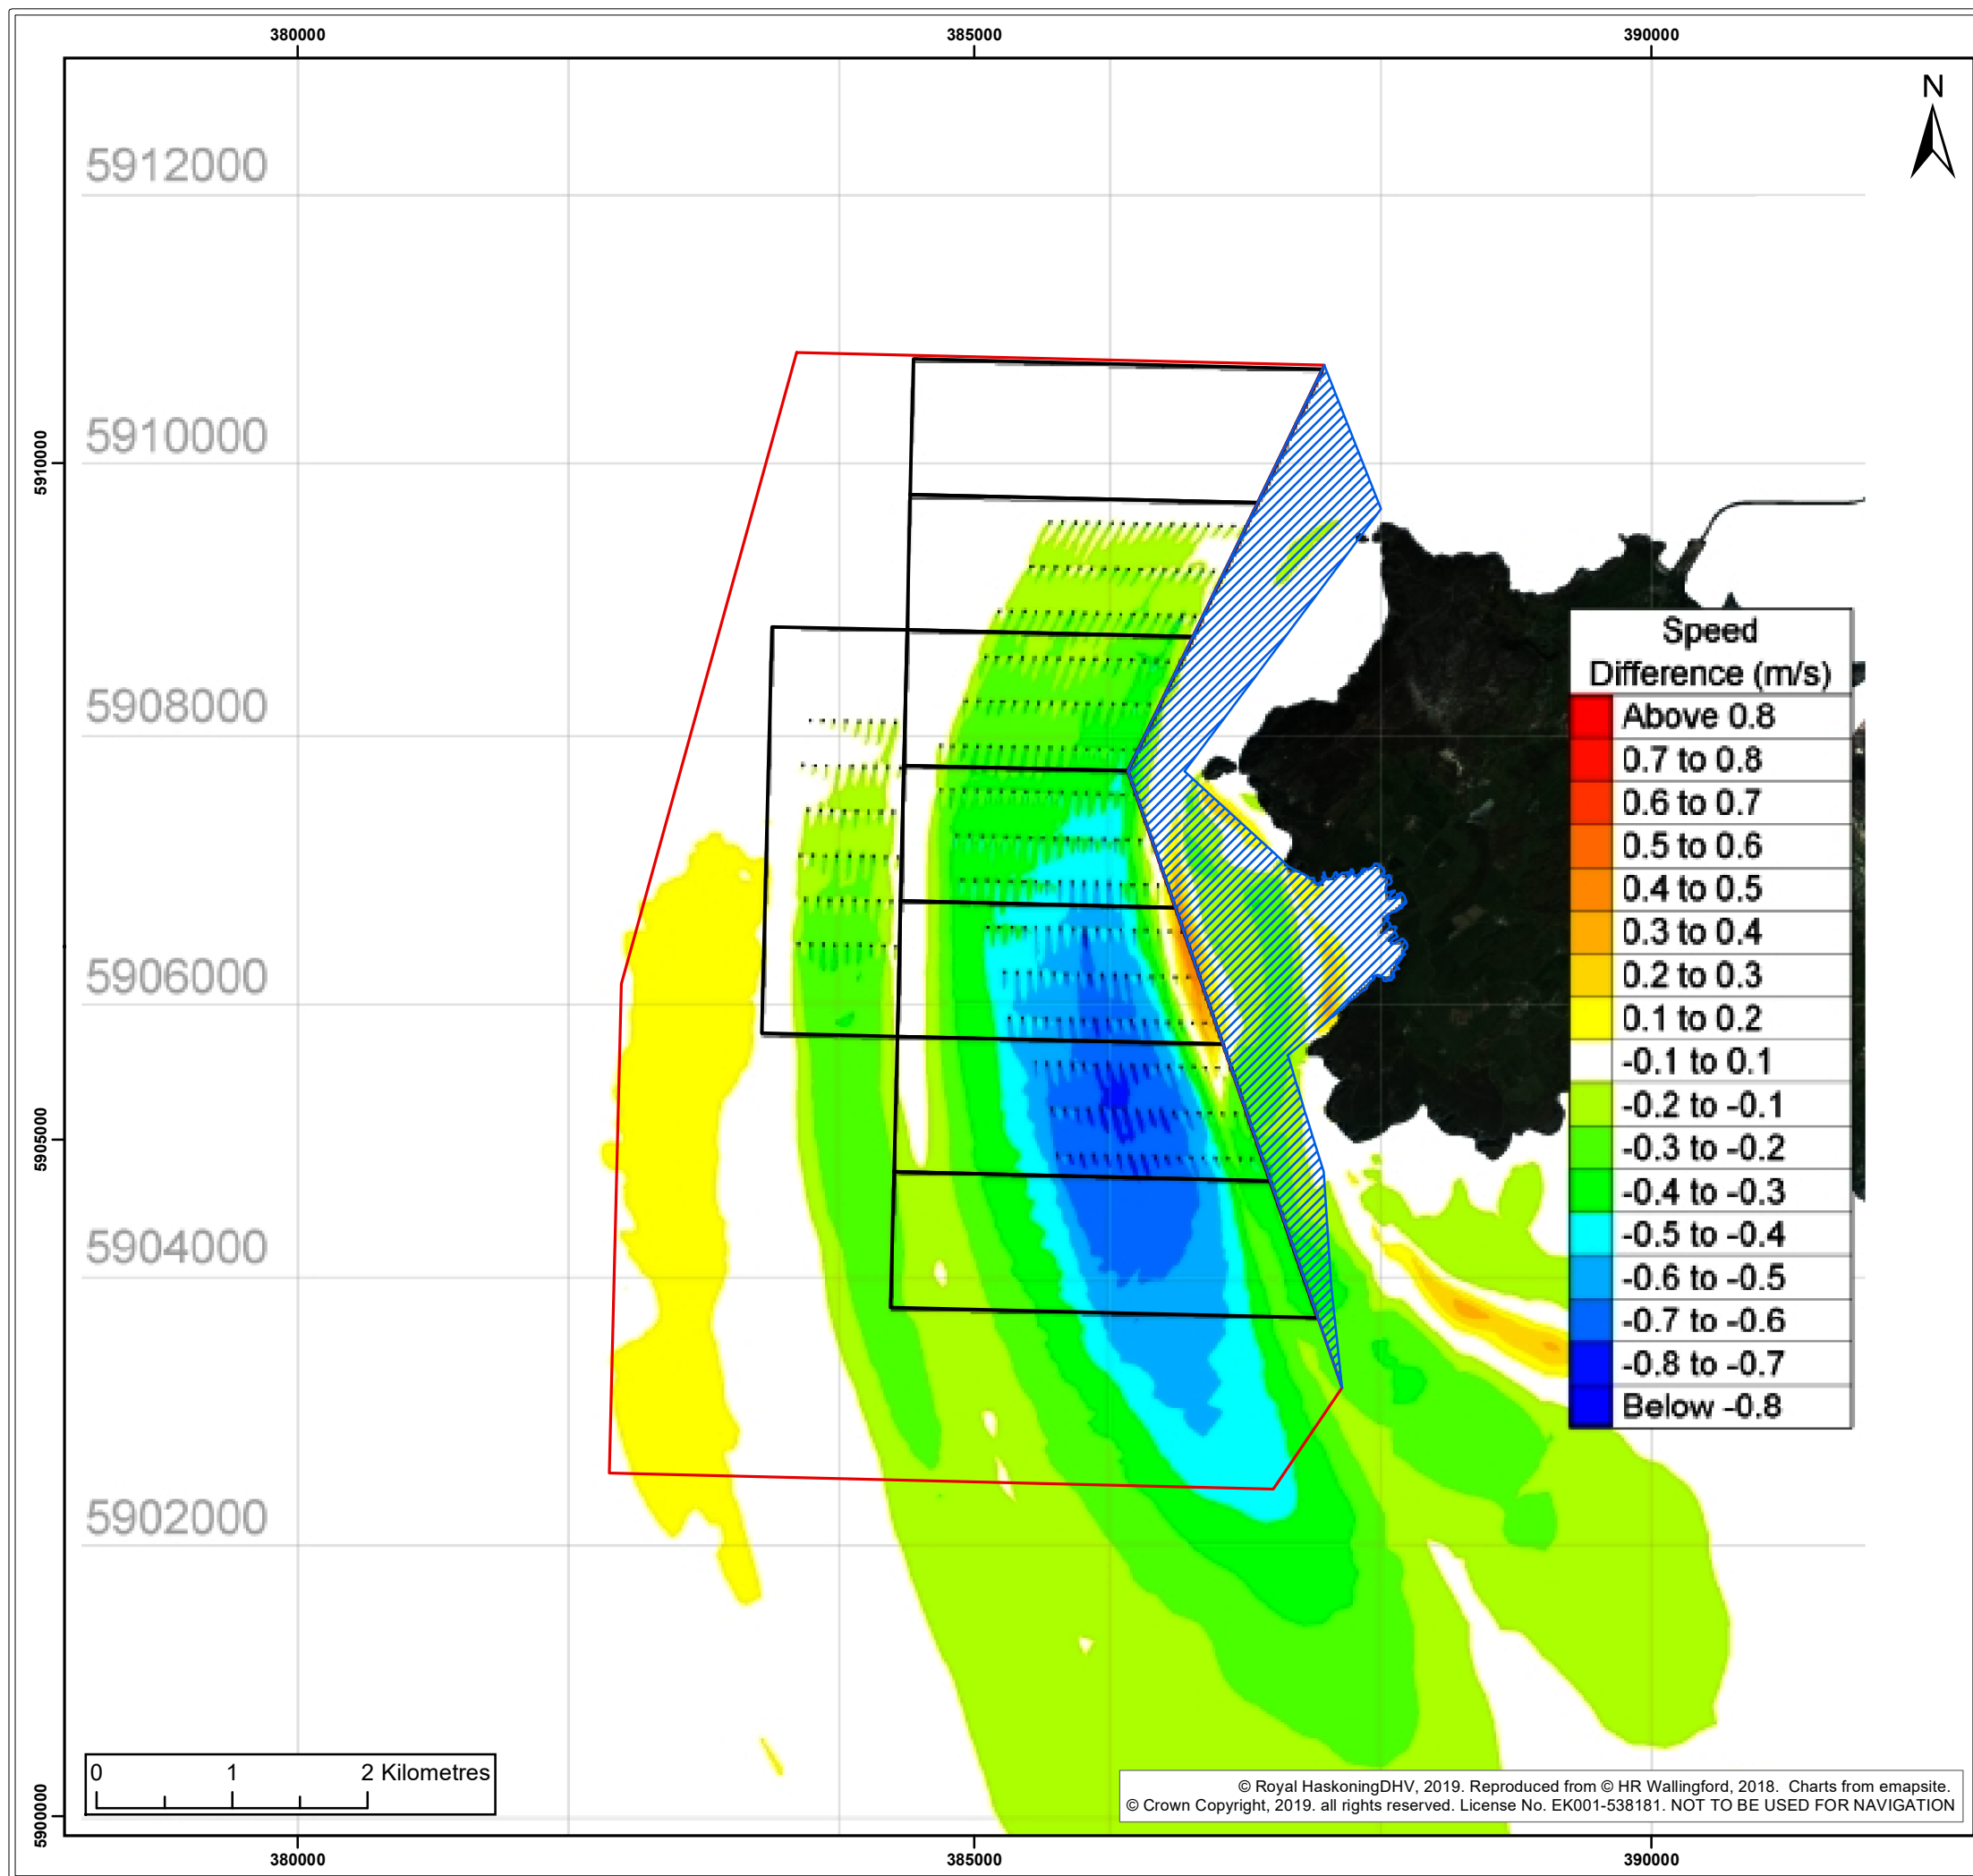 380000 385000 390000
N
5912000
5910000
5910000
5908000
5906000
5905000
5904000
5902000
5900000
Speed
Difference (m/s)
Above 0.8
0.7 to 0.8
0.6 to 0.7
0.5 to 0.6
0.4 to 0.5
0.3 to 0.4
0.2 to 0.3
0.1 to 0.2
-0.1 to 0.1
-0.2 to -0.1
-0.3 to -0.2
-0.4 to -0.3
-0.5 to -0.4
-0.6 to -0.5
-0.7 to -0.6
-0.8 to -0.7
Below -0.8
0 1 2 Kilometres
© Royal HaskoningDHV, 2019. Reproduced from © HR Wallingford, 2018. Charts from emapsite.
© Crown Copyright, 2019. all rights reserved. License No. EK001-538181. NOT TO BE USED FOR NAVIGATION
380000 385000 390000